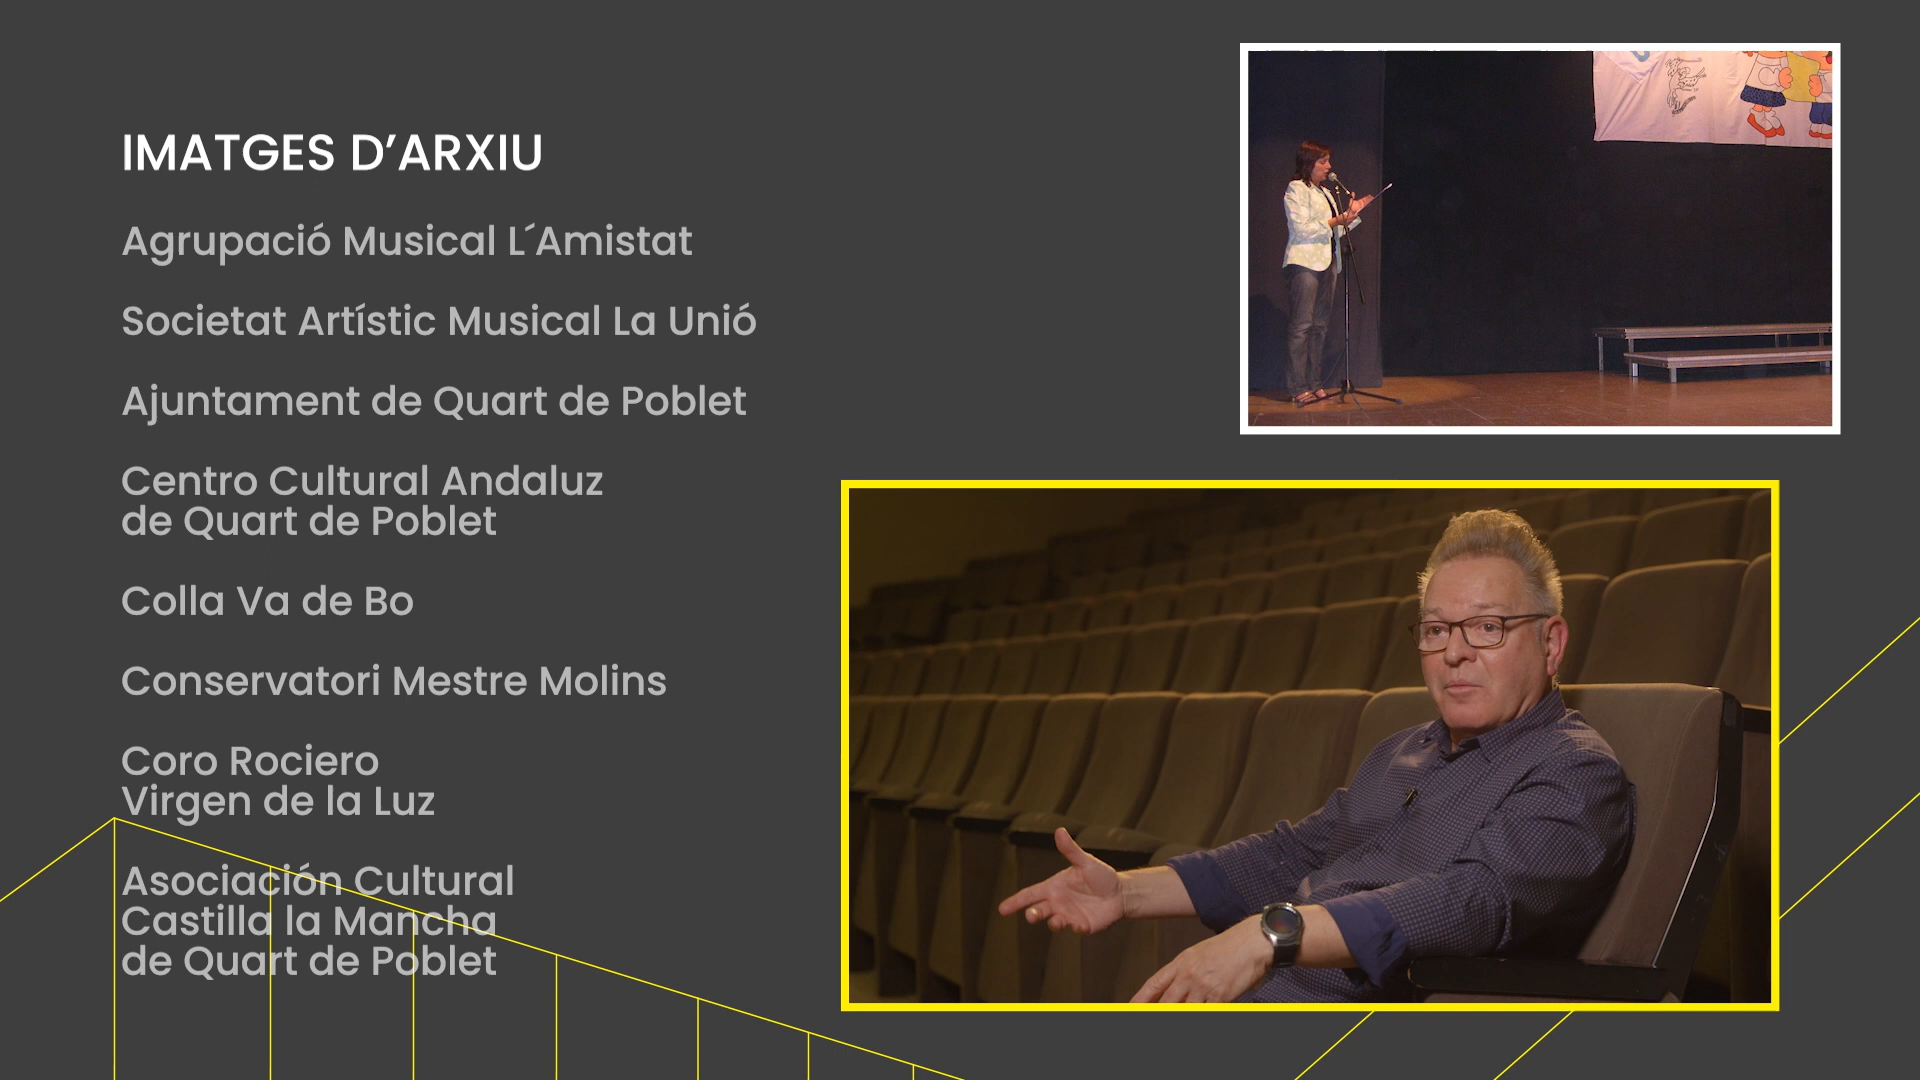 IMATGES D’ARXIU
Agrupació Musical L´Amistat
Societat Artístic Musical La Unió
Ajuntament de Quart de Poblet
Centro Cultural Andaluz
de Quart de Poblet
Colla Va de Bo
Conservatori Mestre Molins
Coro Rociero
Virgen de la Luz
Asociación Cultural
Castilla la Mancha
de Quart de Poblet